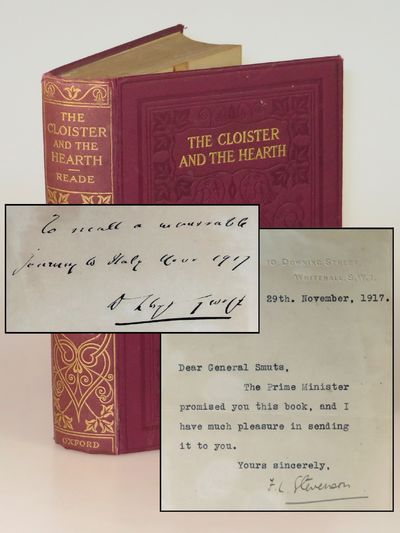 THE
CLOISTER
AND THE
HEARTH
READE
OXFORD
THE CLOISTER
AND THE HEARTH
To recall a memorable
journey to Italy Nov 1917
D Lloyd George
10 DOWNING STREET,
WHITEHALL, S.W.1.
29th. November, 1917.
Dear General Smuts,
The Prime Minister
promised you this book, and I
have much pleasure in sending
it to you.
Yours sincerely,
F. L. Stevenson.